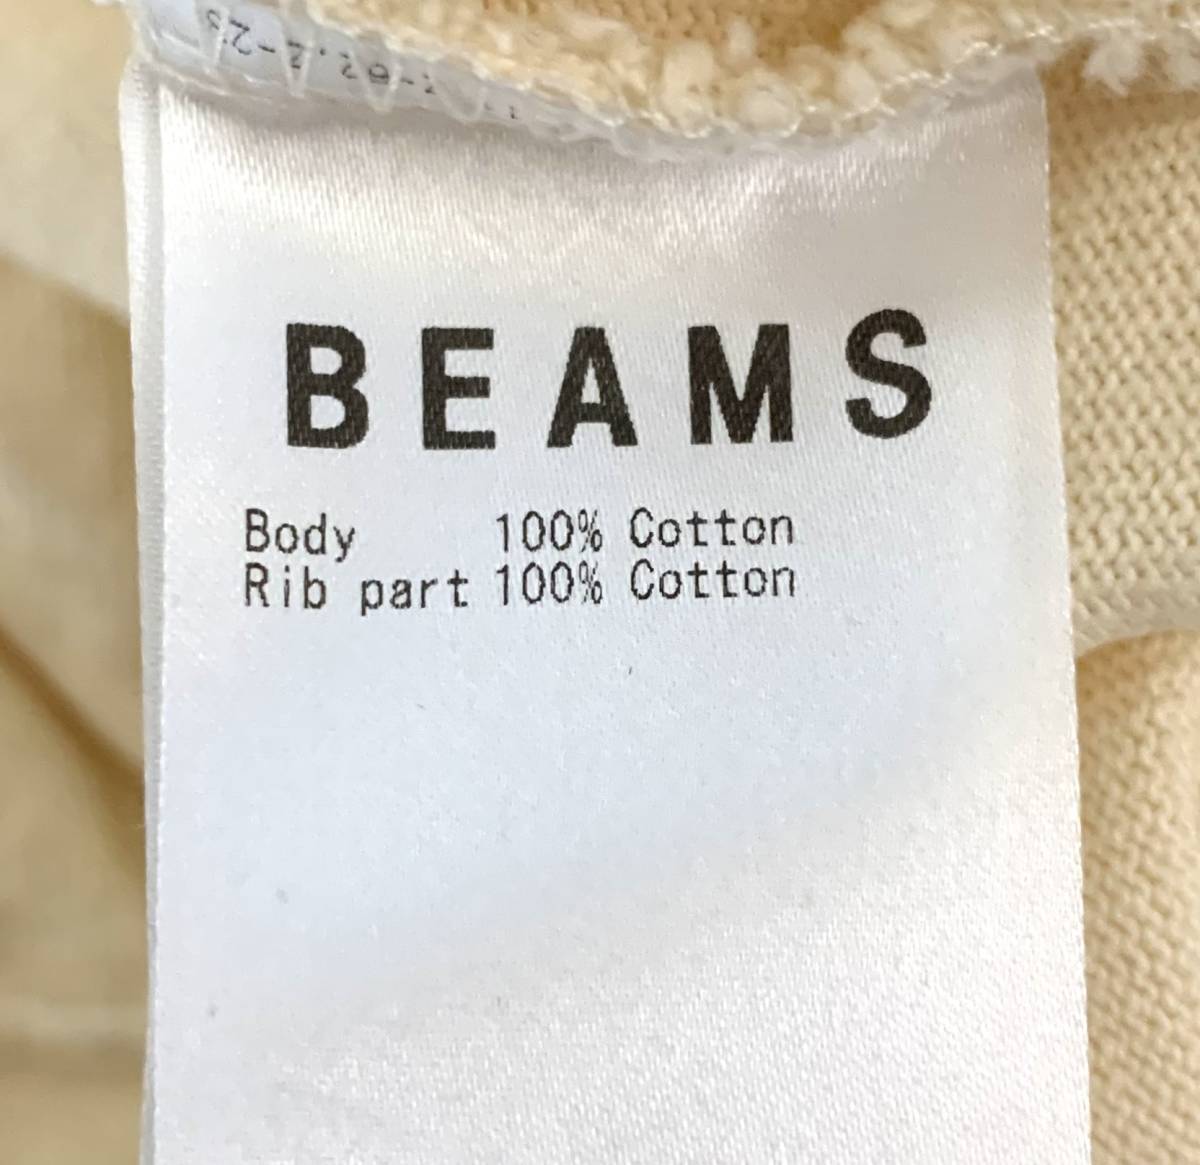 BEAMS
Body 100% Cotton
Rib part 100% Cotton